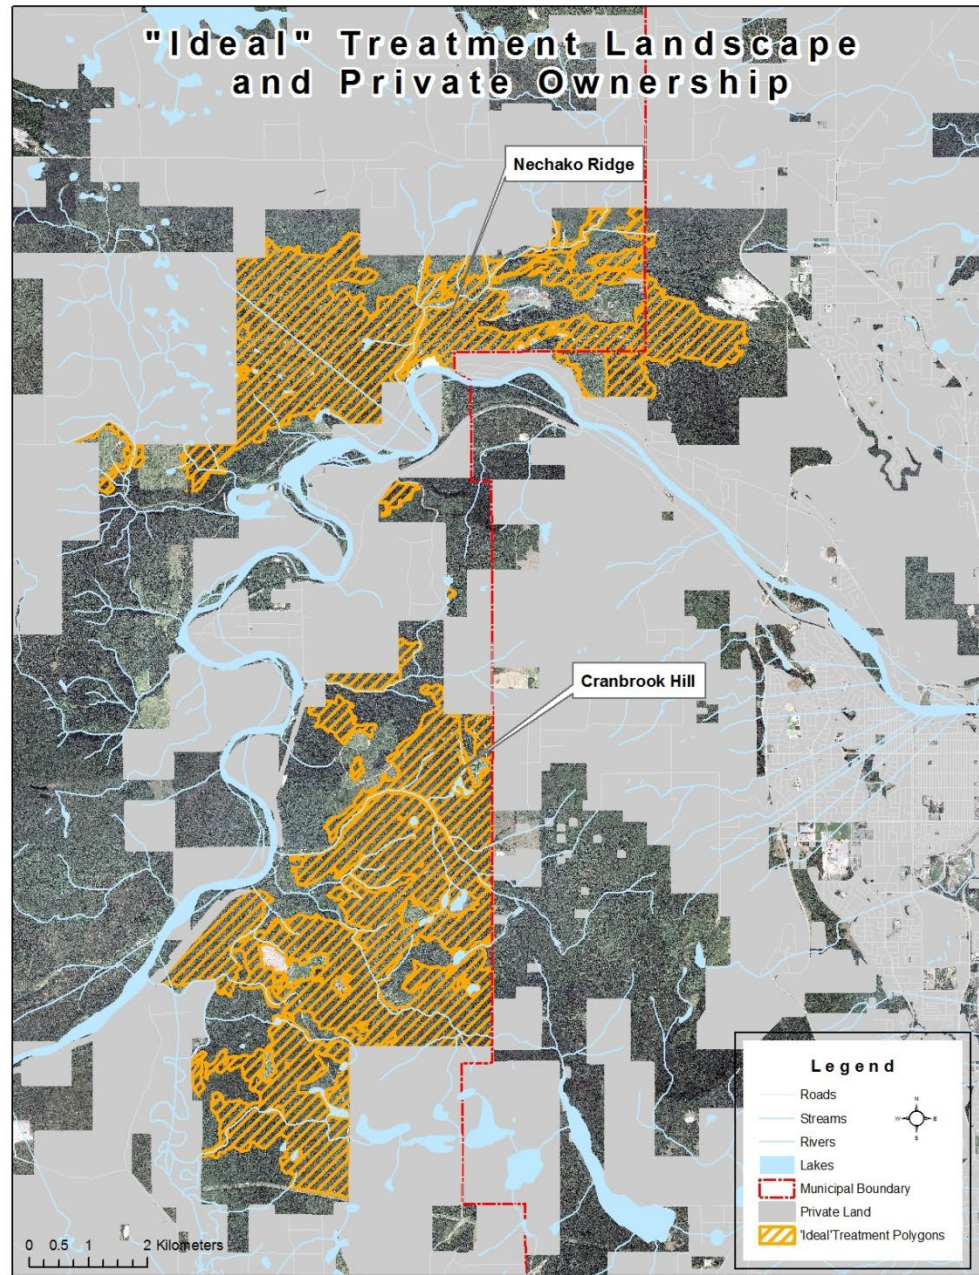 "Ideal" Treatment Landscape
and Private Ownership
Nechako Ridge
Cranbrook Hill
Legend
Roads
Streams
Rivers
Lakes
Municipal Boundary
Private Land
'Ideal'Treatment Polygons
N
W
E
S
0 0.5 1 2 Kilometers